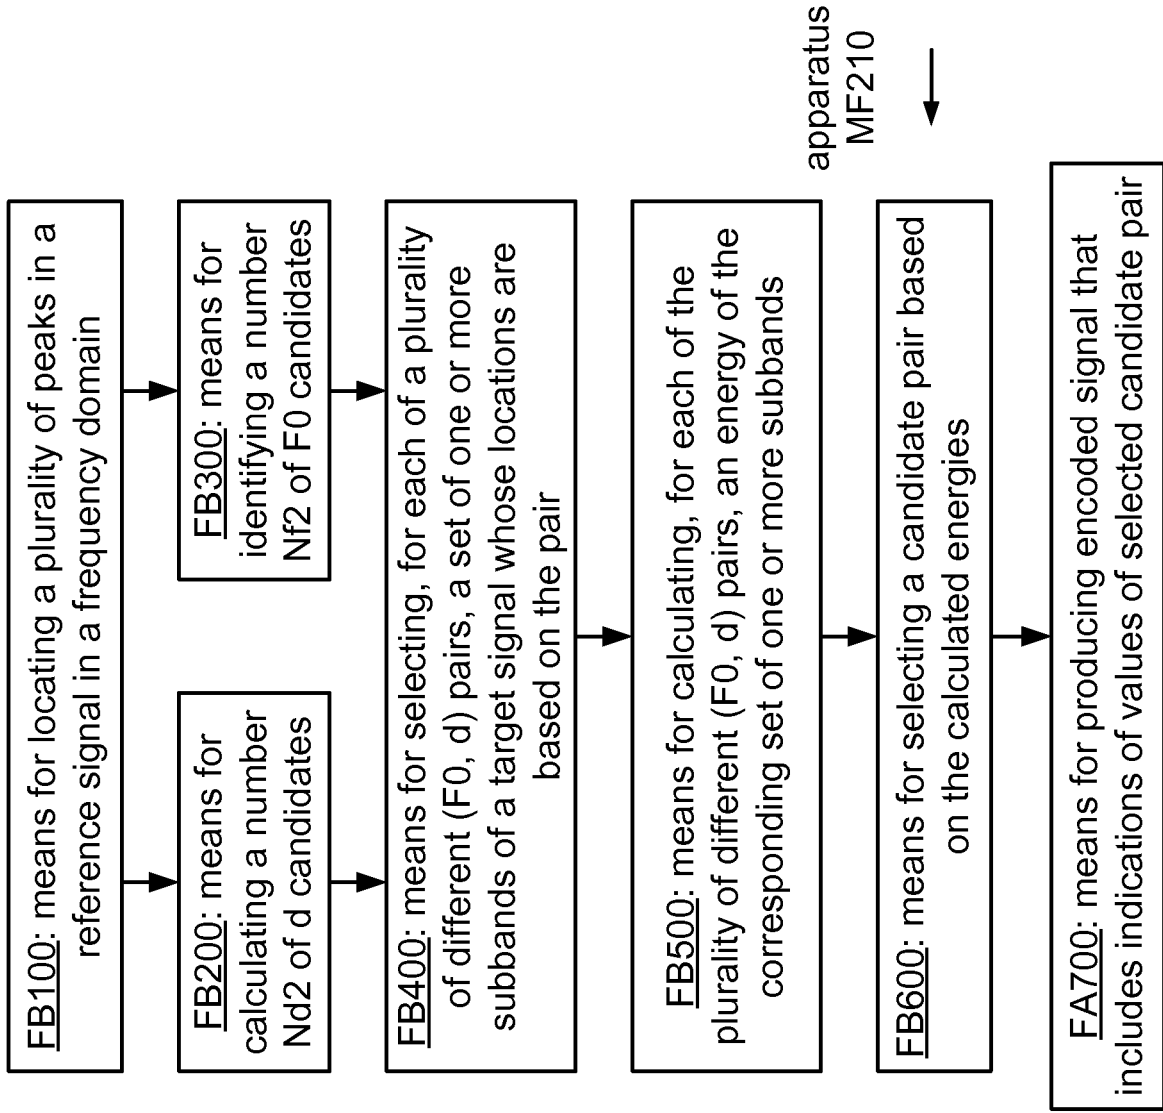 FB100: means for locating a plurality of peaks in a
reference signal in a frequency domain
FB200: means for
calculating a number
Nd2 of d candidates
FB300: means for
identifying a number
Nf2 of F0 candidates
FB400: means for selecting, for each of a plurality
of different (F0, d) pairs, a set of one or more
subbands of a target signal whose locations are
based on the pair
FB500: means for calculating, for each of the
plurality of different (F0, d) pairs, an energy of the
corresponding set of one or more subbands
FB600: means for selecting a candidate pair based
on the calculated energies
FA700: means for producing encoded signal that
includes indications of values of selected candidate pair
apparatus
MF210